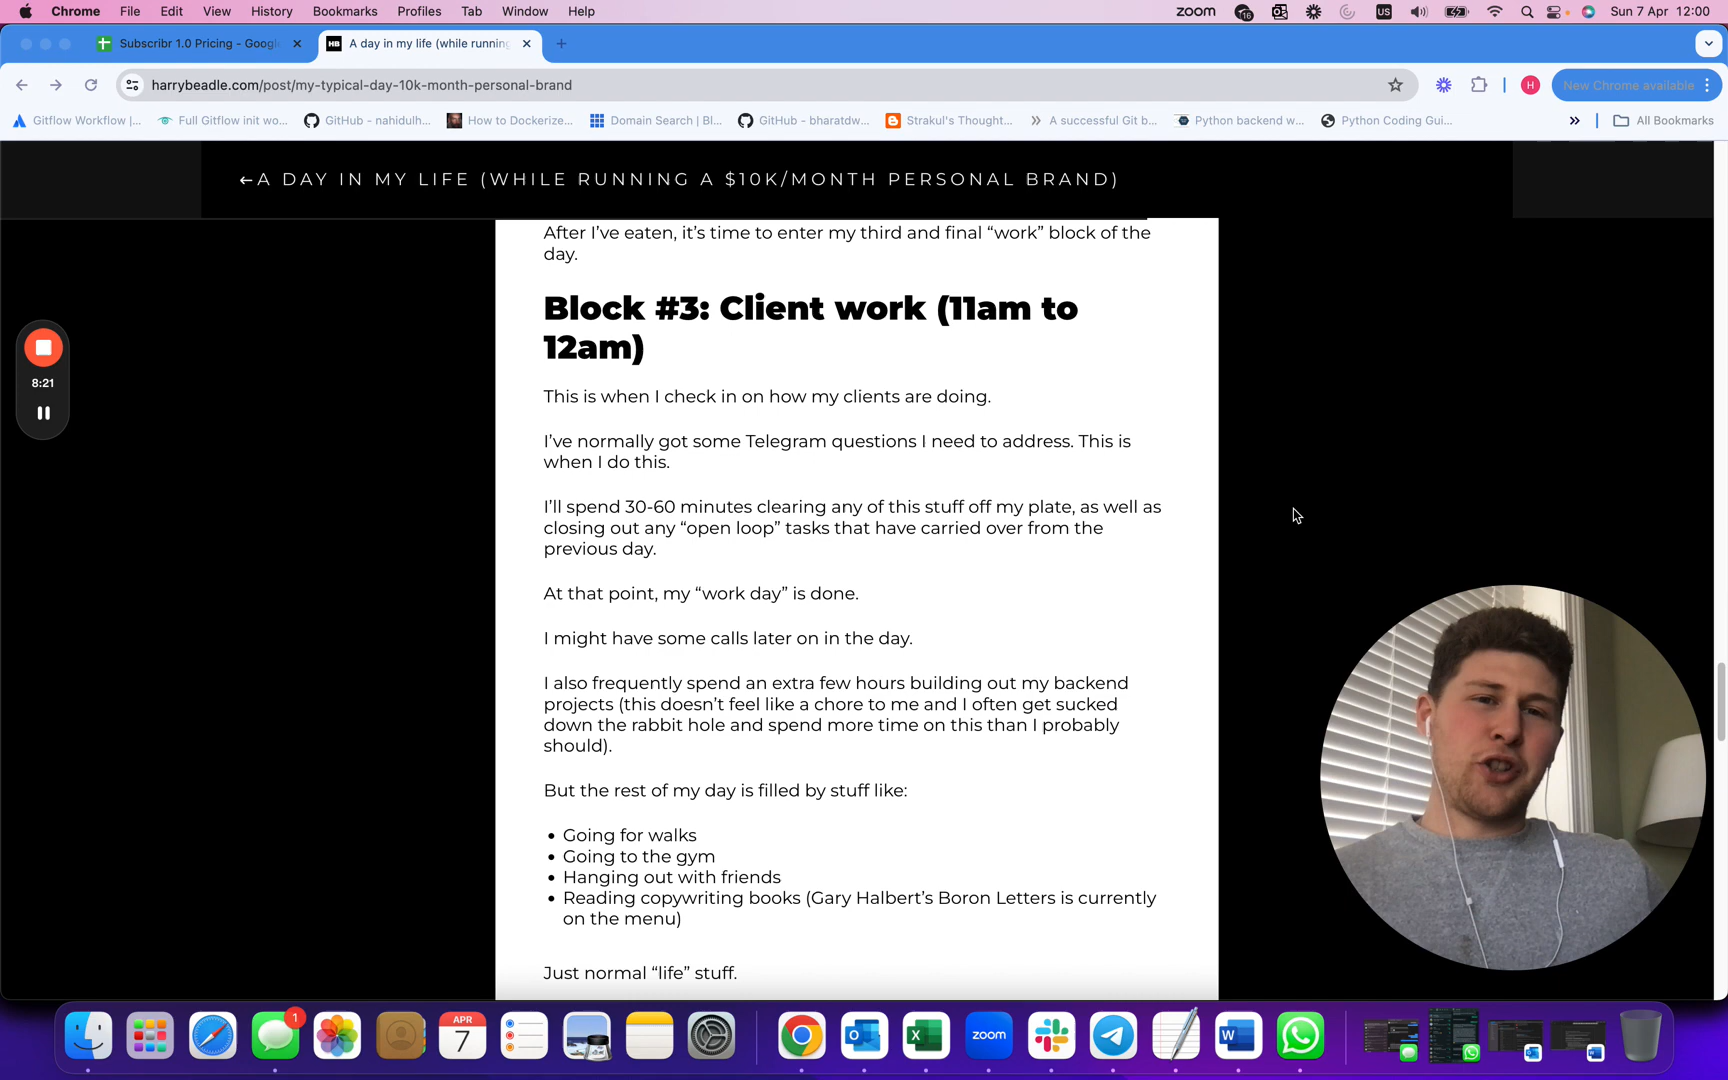 Chrome File Edit View History Bookmarks Profiles Tab Window Help zoom 16 US Sun 7 Apr 12:00
Subscribr 1.0 Pricing - Google
HB A day in my life (while running
harrybeadle.com/post/my-typical-day-10k-month-personal-brand
H
New Chrome available
Gitflow Workflow |...
Full Gitflow init wo...
GitHub - nahidulh...
How to Dockerize...
Domain Search | Bl...
GitHub - bharatdw...
Strakul's Thought...
A successful Git b...
Python backend w...
Python Coding Gui...
All Bookmarks
←A DAY IN MY LIFE (WHILE RUNNING A $10K/MONTH PERSONAL BRAND)
After I’ve eaten, it’s time to enter my third and final “work” block of the
day.
Block #3: Client work (11am to
12am)
This is when I check in on how my clients are doing.
I’ve normally got some Telegram questions I need to address. This is
when I do this.
I’ll spend 30-60 minutes clearing any of this stuff off my plate, as well as
closing out any “open loop” tasks that have carried over from the
previous day.
At that point, my “work day” is done.
I might have some calls later on in the day.
I also frequently spend an extra few hours building out my backend
projects (this doesn’t feel like a chore to me and I often get sucked
down the rabbit hole and spend more time on this than I probably
should).
But the rest of my day is filled by stuff like:
• Going for walks
• Going to the gym
• Hanging out with friends
• Reading copywriting books (Gary Halbert’s Boron Letters is currently
on the menu)
Just normal “life” stuff.
8:21
1
APR
7
zoom